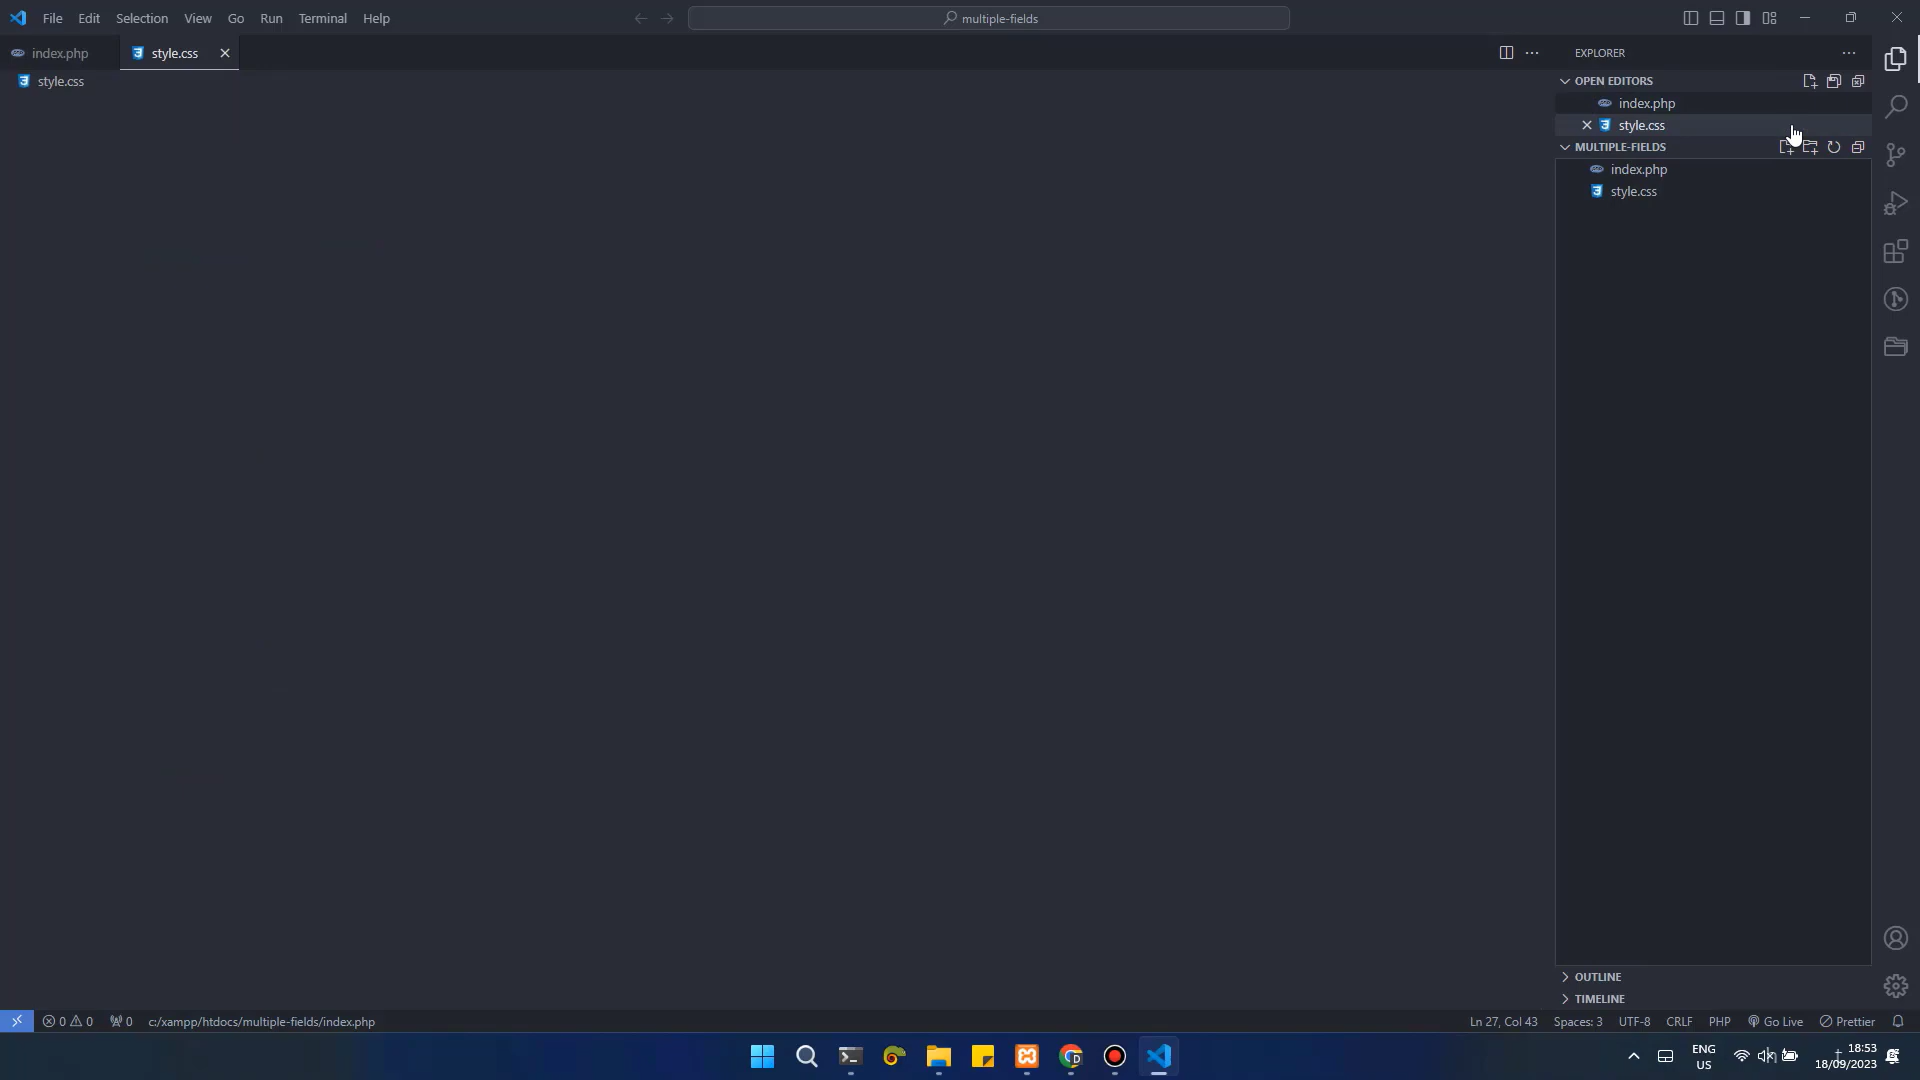 File Edit Selection View Go Run Terminal Help
multiple-fields
index.php
style.css
style.css
EXPLORER
OPEN EDITORS
index.php
style.css
MULTIPLE-FIELDS
index.php
style.css
OUTLINE
TIMELINE
0 0 0 c:/xampp/htdocs/multiple-fields/index.php
Ln 27, Col 43 Spaces: 3 UTF-8 CRLF PHP Go Live Prettier
ENG
US
18:53
18/09/2023